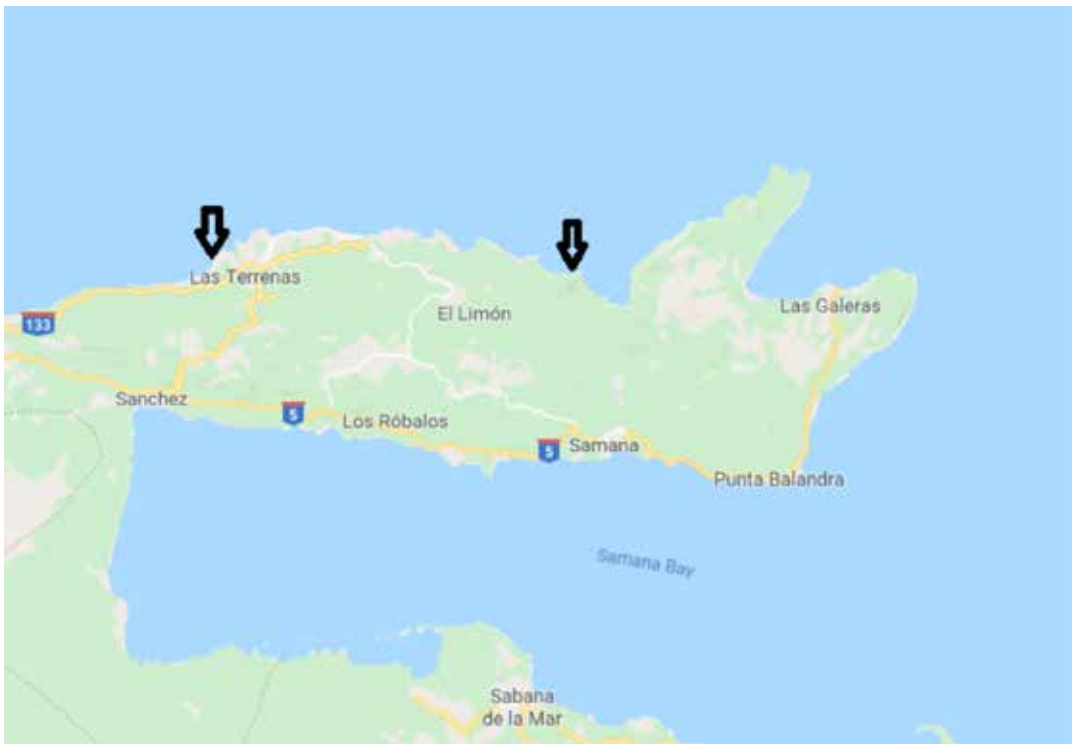 Las Terrenas
El Limón
Las Galeras
133
Sanchez
5
Los Róbalos
5
Samana
Punta Balandra
Samana Bay
Sabana
de la Mar